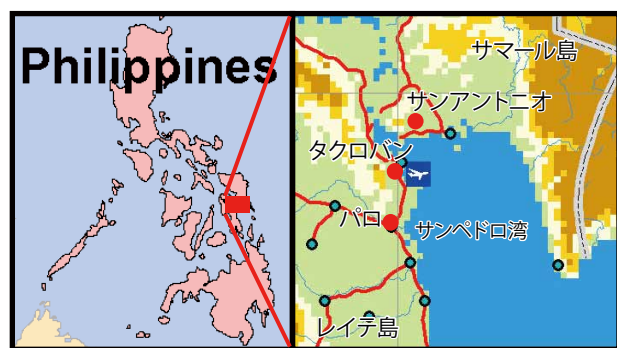 Philippines
サマール島
サンアントニオ
タクロバン
パロ
サンペドロ湾
レイテ島